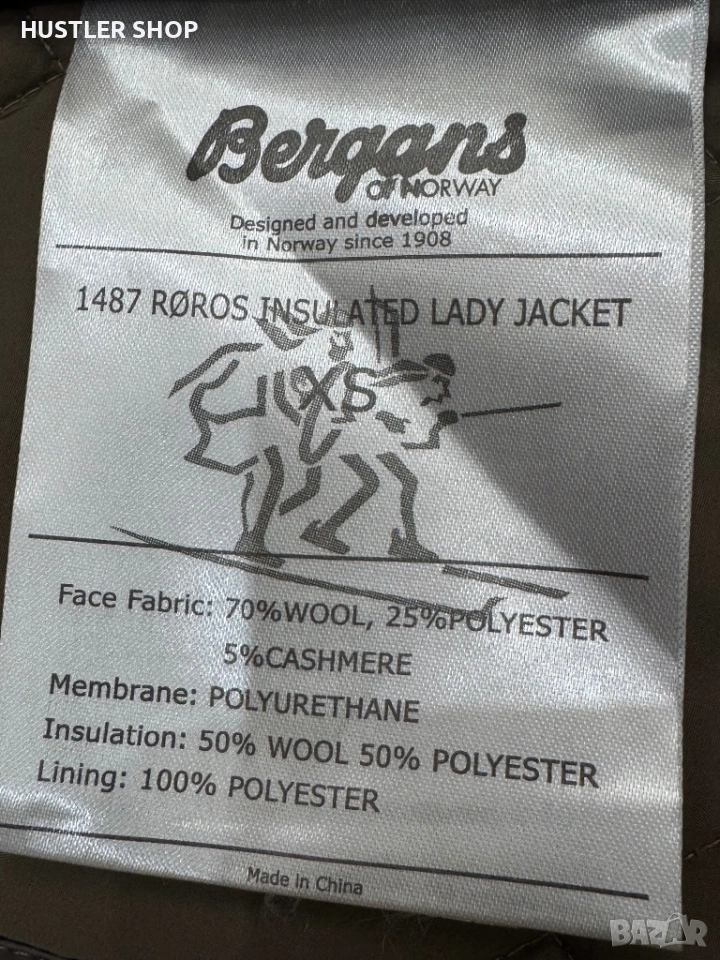 HUSTLER SHOP
Bergans
of NORWAY
Designed and developed
in Norway since 1908
1487 RØROS INSULATED LADY JACKET
XS
Face Fabric: 70%WOOL, 25%POLYESTER
5%CASHMERE
Membrane: POLYURETHANE
Insulation: 50% WOOL 50% POLYESTER
Lining: 100% POLYESTER
Made in China
BAZAR